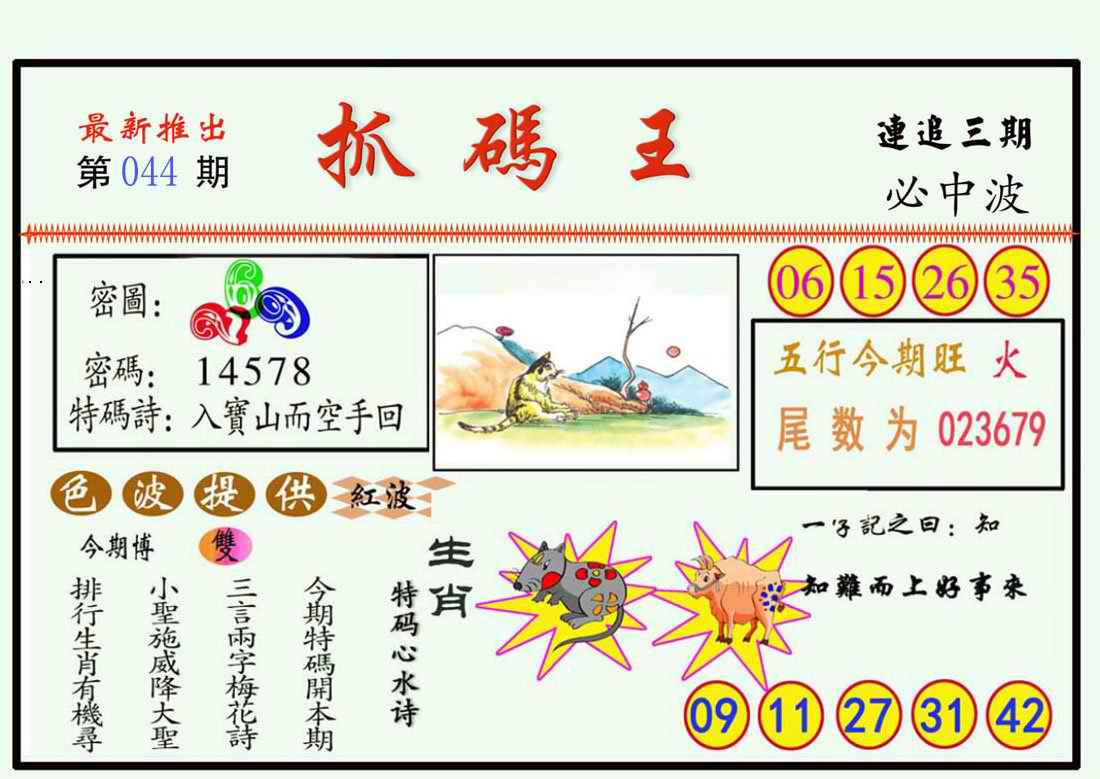 最新推出
第 044 期
抓碼王
連追三期
必中波
密圖：
6
7
9
密碼：14578
特碼詩：入寶山而空手回
06 15 26 35
五行今期旺 火
尾数为 023679
色波提供 紅波
今期博 雙
生肖
一字記之曰：知
知難而上好事來
特码心水诗
今期特碼開本期
三言兩字梅花詩
小聖施威降大聖
排行生肖有機尋
09 11 27 31 42